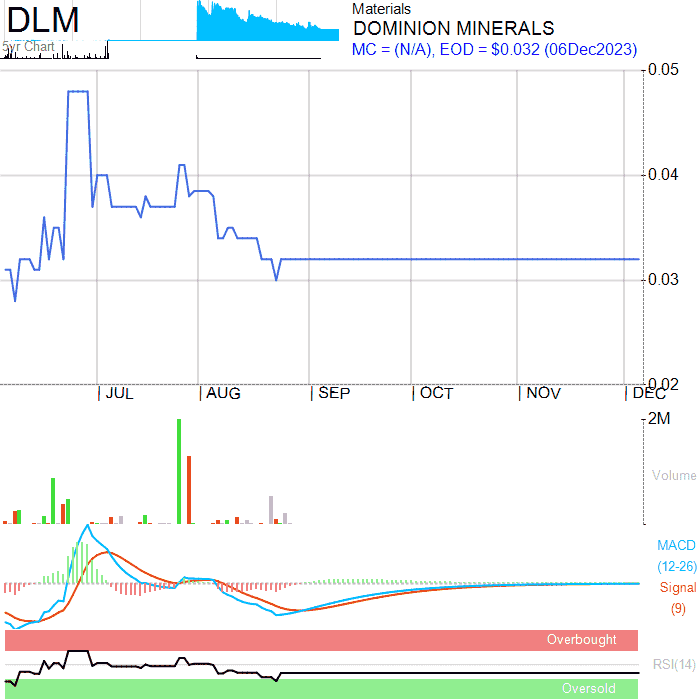 DLM
5yr Chart
Materials
DOMINION MINERALS
MC = (N/A), EOD = $0.032 (06Dec2023)
0.05
0.04
0.03
0.02
JUL AUG SEP OCT NOV DEC
2M
Volume
MACD
(12-26)
Signal
(9)
Overbought
RSI(14)
Oversold